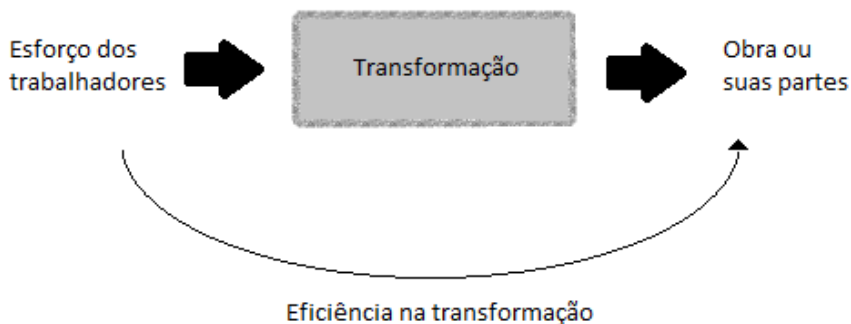 Esforço dos
trabalhadores
Transformação
Obra ou
suas partes
Eficiência na transformação